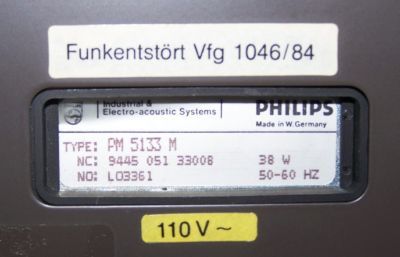 Funkentstört Vfg 1046/84
Industrial &
Electro-acoustic Systems
PHILIPS
Made in W. Germany
TYPE: PM 5133 M
NC: 9445 051 33008 38 W
NO: LO3361 50-60 HZ
110 V ~